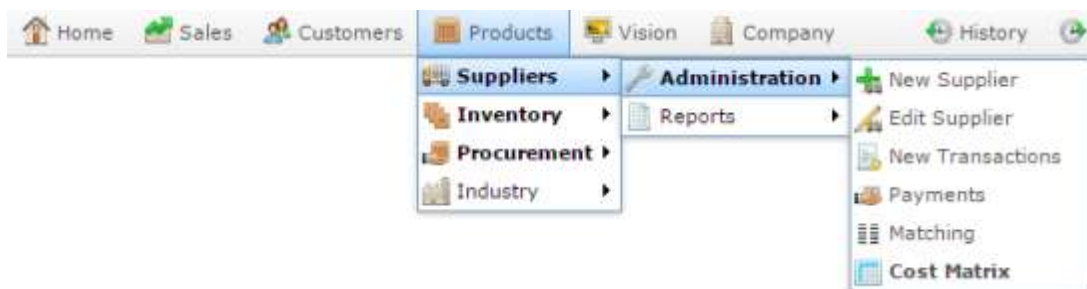 Home Sales Customers Products Vision Company History
Suppliers Administration New Supplier
Inventory Reports Edit Supplier
Procurement New Transactions
Industry Payments
Matching
Cost Matrix